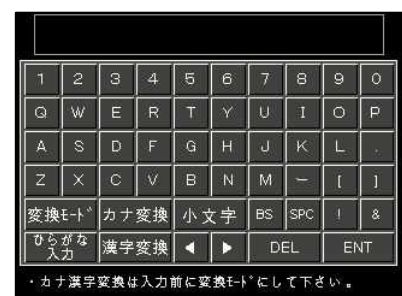 1 2 3 4 5 6 7 8 9 0
Q W E R T Y U I O P
A S D F G H J K L .
Z X C V B N M ー [ ]
変換ﾓｰﾄﾞ カナ変換 小文字 BS SPC ! &
ひらがな入力 漢字変換 ◀ ▶ DEL ENT
・カナ漢字変換は入力前に変換ﾓｰﾄﾞにして下さい。